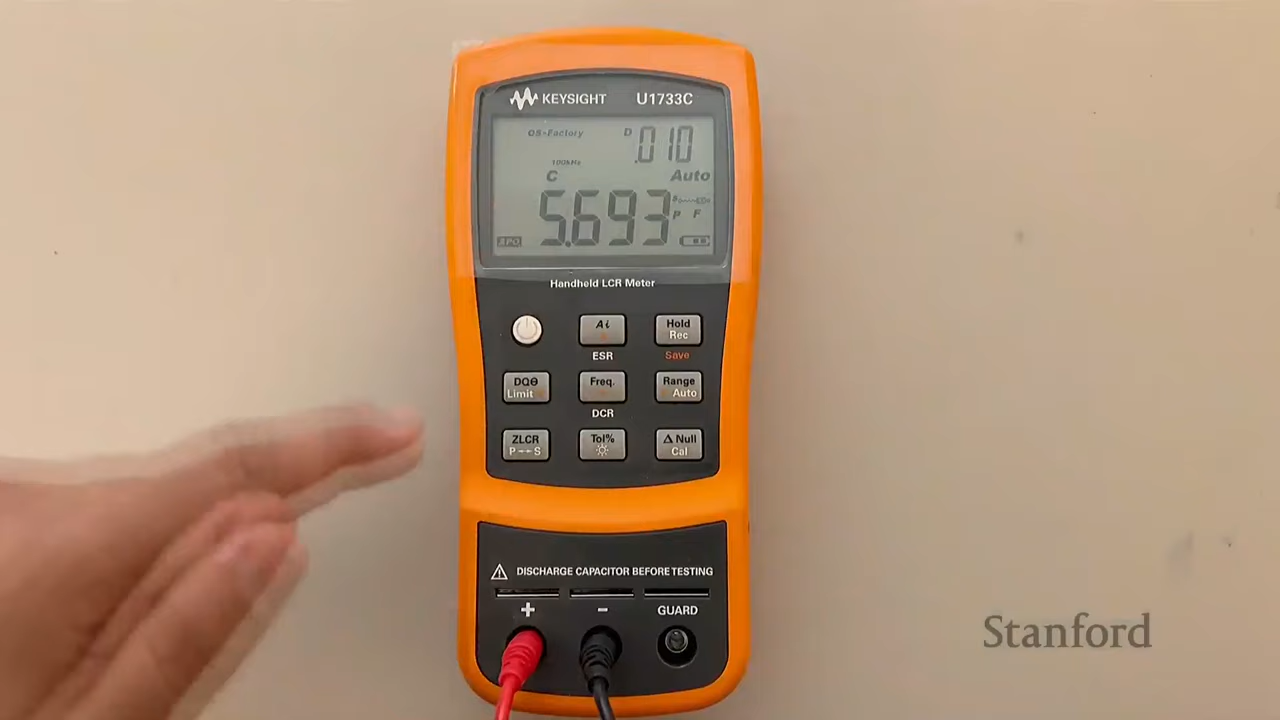 KEYSIGHT U1733C
OS-Factory D .010
100kHz
C Auto
5.693 P F
APO
Handheld LCR Meter
Ai Hold
Rec
ESR Save
DQΘ Freq. Range
Limit Auto
DCR
ZLCR Tol% Δ Null
P↔S Cal
DISCHARGE CAPACITOR BEFORE TESTING
+ - GUARD
Stanford